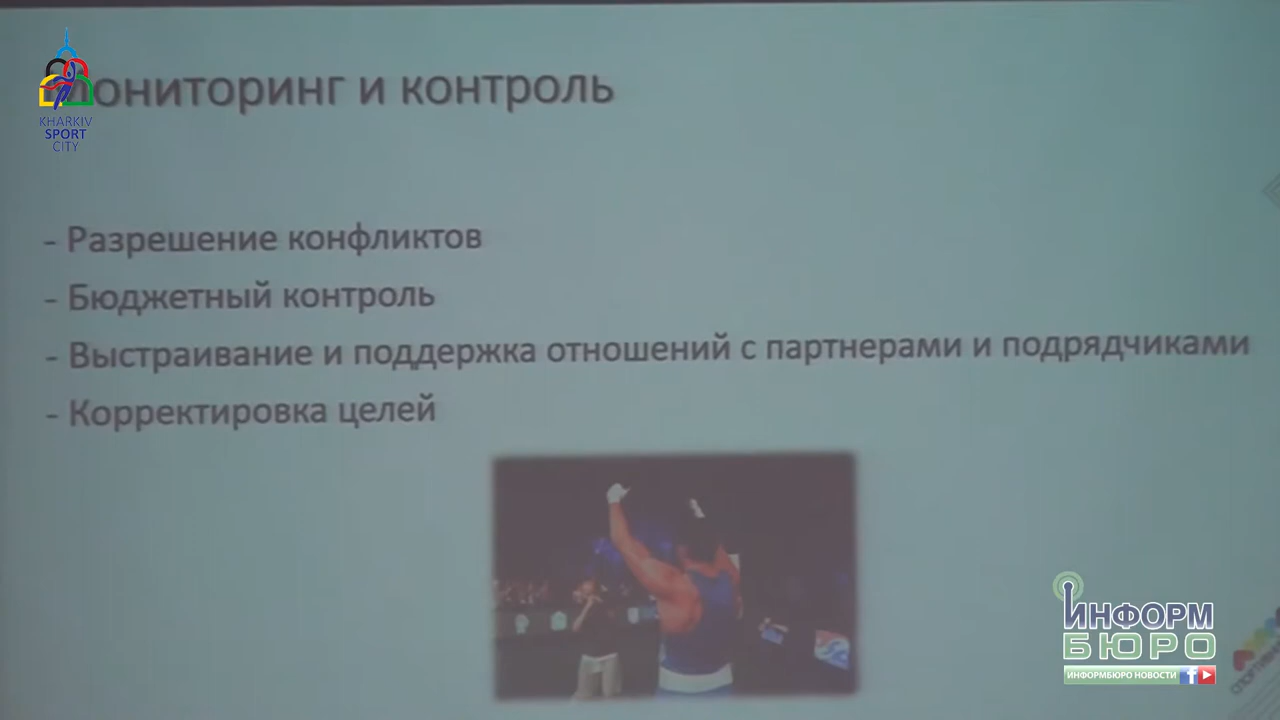 ониторинг и контроль
KHARKIV
SPORT
CITY
- Разрешение конфликтов
- Бюджетный контроль
- Выстраивание и поддержка отношений с партнерами и подрядчиками
- Корректировка целей
ИНФОРМ
БЮРО
ИНФОРМБЮРО НОВОСТИ